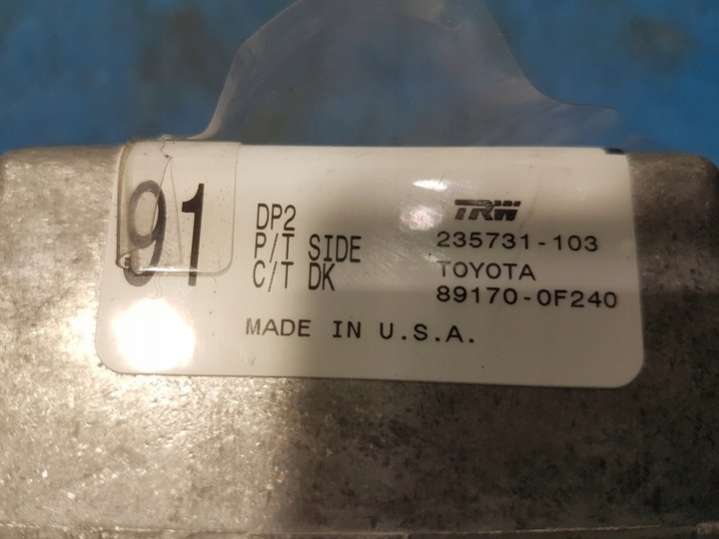 91
DP2
P/T SIDE
C/T DK
TRW
235731-103
TOYOTA
89170-0F240
MADE IN U.S.A.